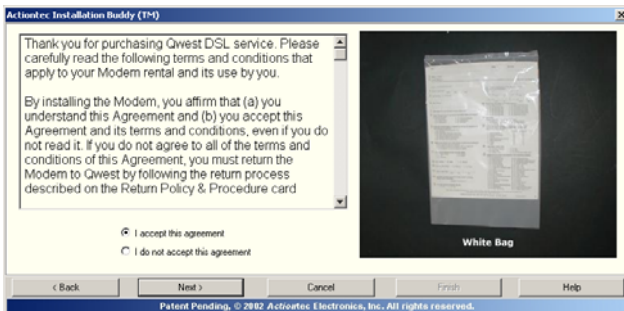 Actiontec Installation Buddy (TM)
Thank you for purchasing Qwest DSL service. Please
carefully read the following terms and conditions that
apply to your Modem rental and its use by you.
By installing the Modem, you affirm that (a) you
understand this Agreement and (b) you accept this
Agreement and its terms and conditions, even if you do
not read it. If you do not agree to all of the terms and
conditions of this Agreement, you must return the
Modem to Qwest by following the return process
described on the Return Policy & Procedure card
I accept this agreement
I do not accept this agreement
White Bag
< Back
Next >
Cancel
Finish
Help
Patent Pending, © 2002 Actiontec Electronics, Inc. All rights reserved.